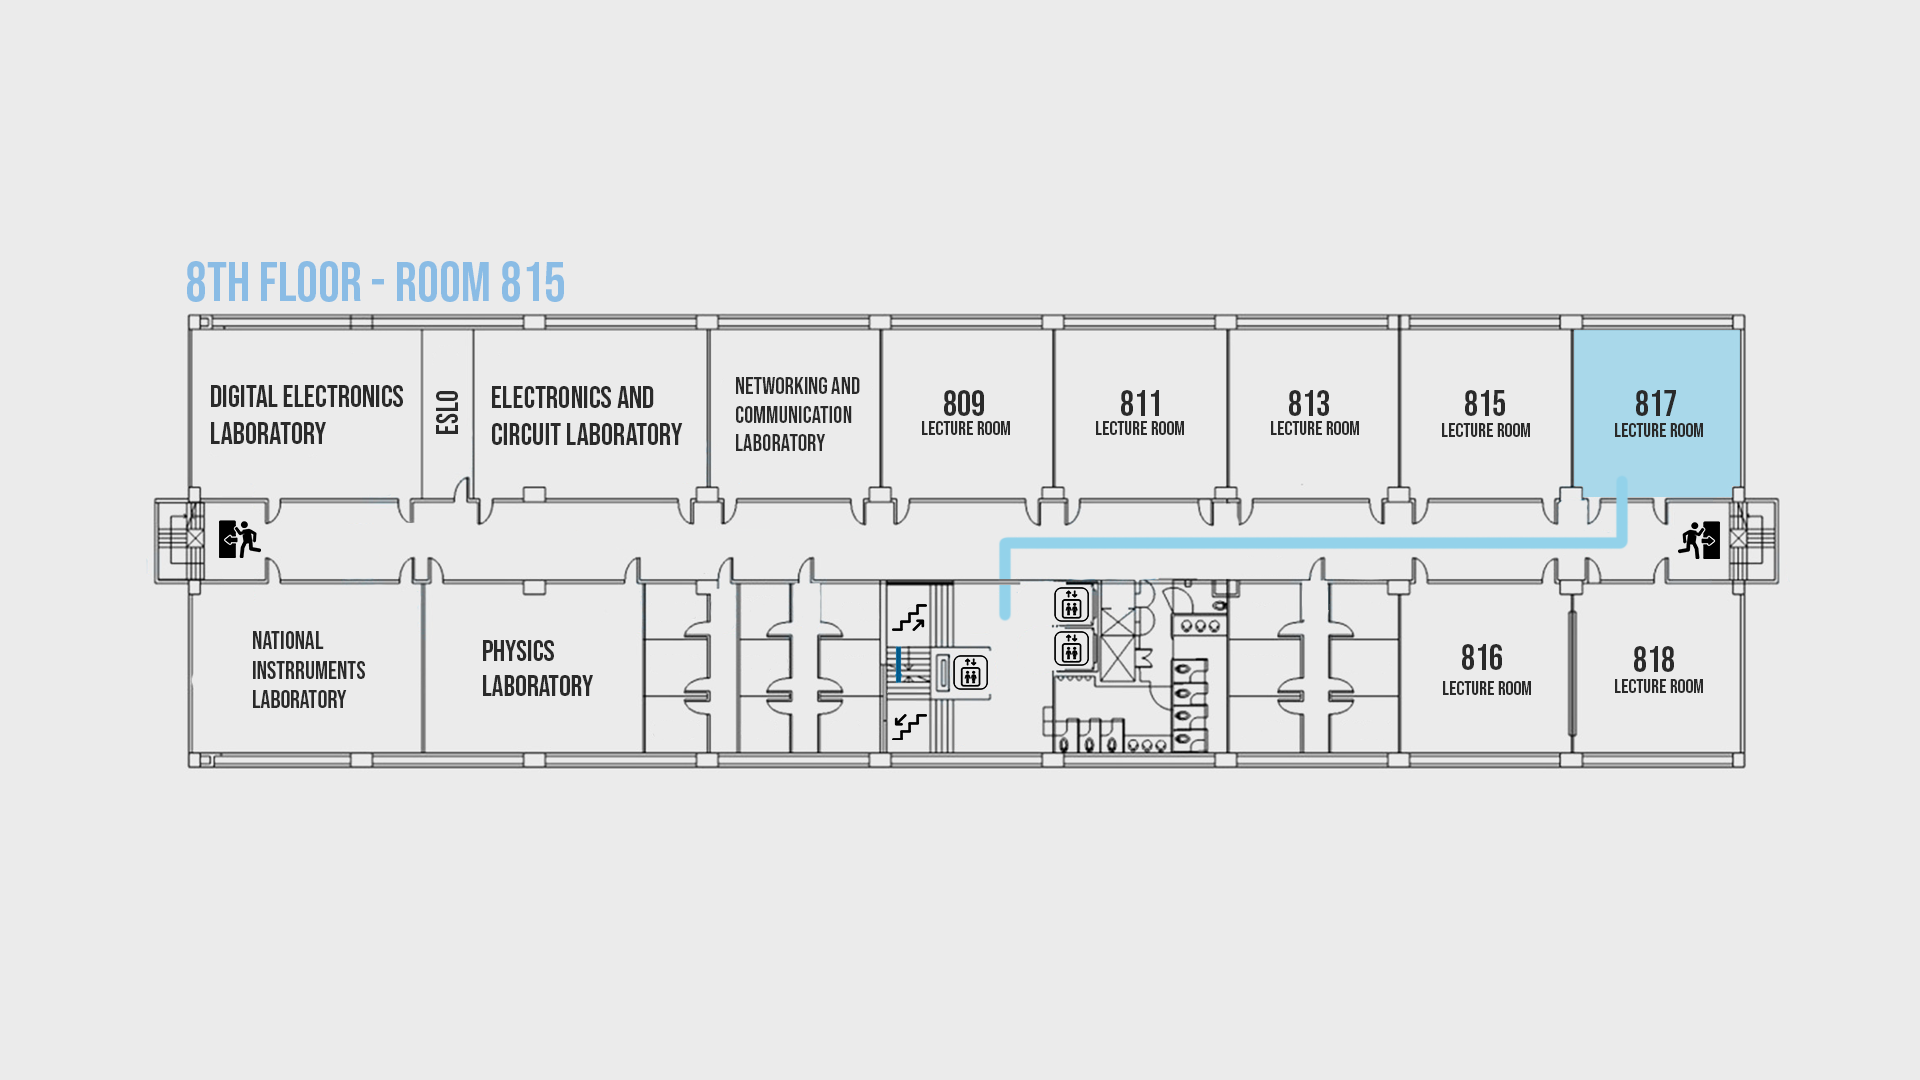 8TH FLOOR - ROOM 815
DIGITAL ELECTRONICS
LABORATORY
ESLO
ELECTRONICS AND
CIRCUIT LABORATORY
NETWORKING AND
COMMUNICATION
LABORATORY
809
LECTURE ROOM
811
LECTURE ROOM
813
LECTURE ROOM
815
LECTURE ROOM
817
LECTURE ROOM
NATIONAL
INSTRRUMENTS
LABORATORY
PHYSICS
LABORATORY
816
LECTURE ROOM
818
LECTURE ROOM